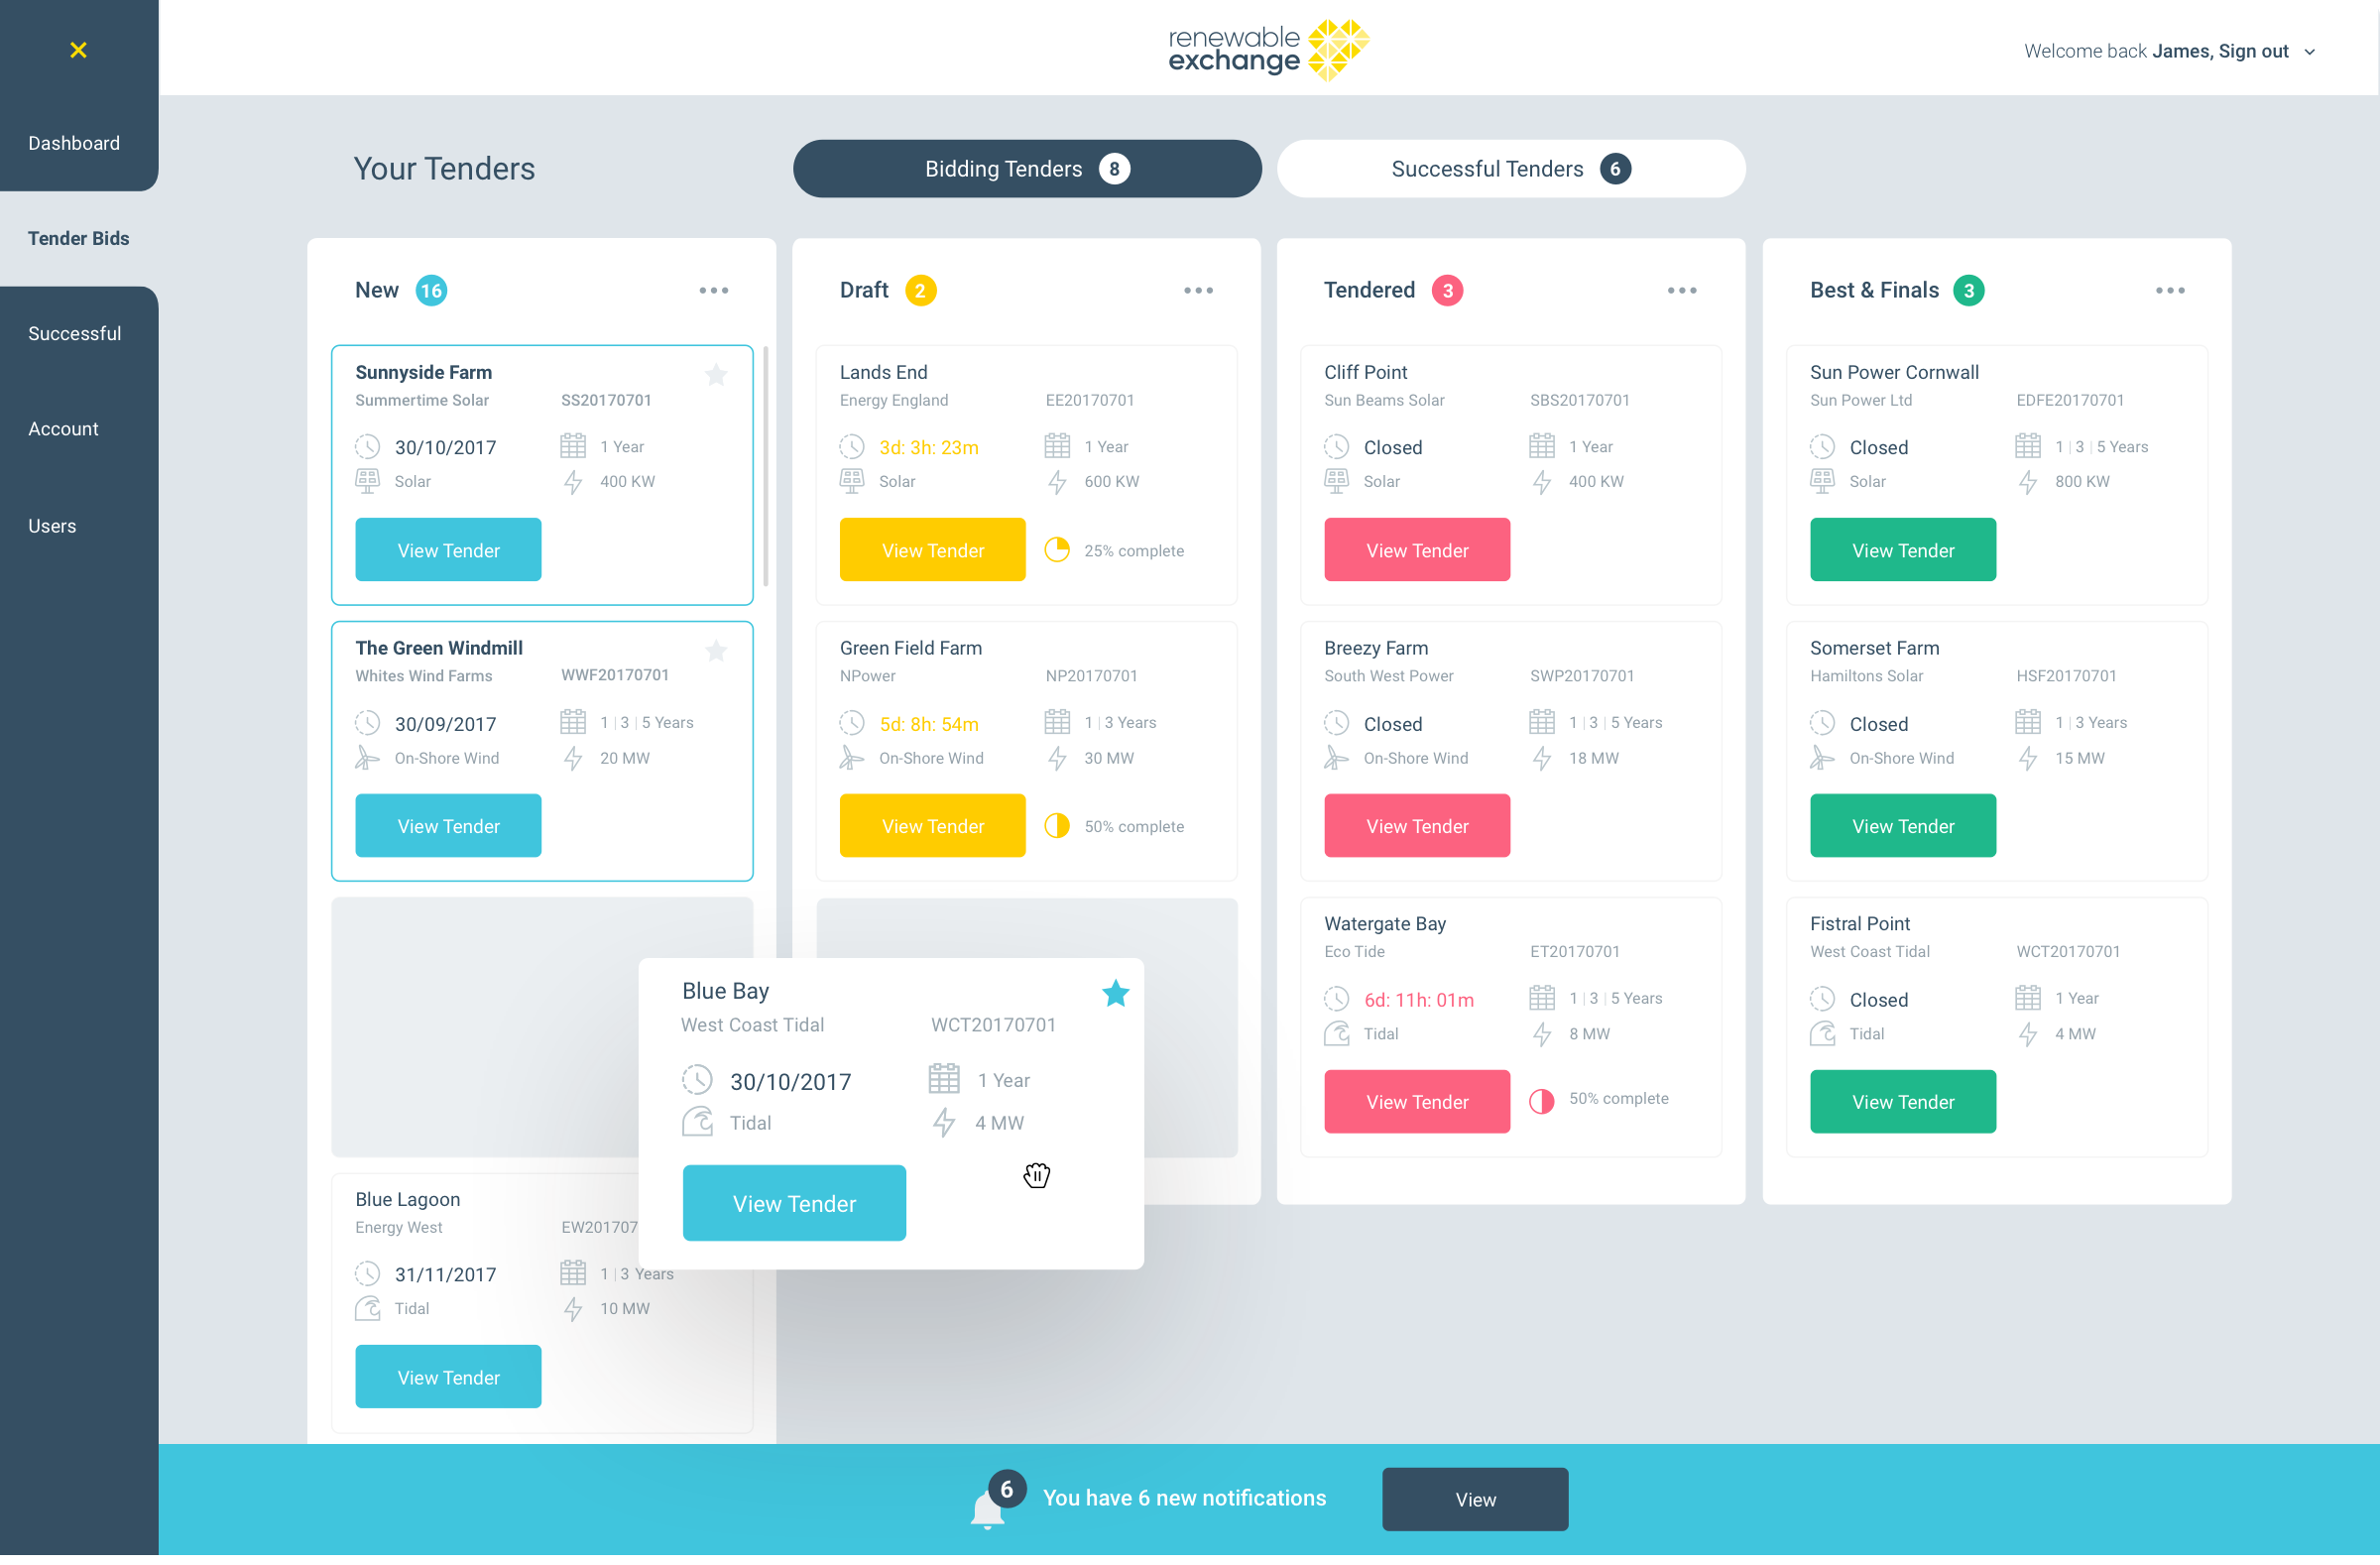 renewable
exchange
Welcome back James, Sign out
Dashboard
Tender Bids
Successful
Account
Users
Your Tenders
Bidding Tenders 8
Successful Tenders 6
New 16
Sunnyside Farm
Summertime Solar SS20170701
30/10/2017 1 Year
Solar 400 KW
View Tender
The Green Windmill
Whites Wind Farms WWF20170701
30/09/2017 1 | 3 | 5 Years
On-Shore Wind 20 MW
View Tender
Blue Bay
West Coast Tidal WCT20170701
30/10/2017 1 Year
Tidal 4 MW
View Tender
Blue Lagoon
Energy West EW201707
31/11/2017 1 | 3 Years
Tidal 10 MW
View Tender
Draft 2
Lands End
Energy England EE20170701
3d: 3h: 23m 1 Year
Solar 600 KW
View Tender 25% complete
Green Field Farm
NPower NP20170701
5d: 8h: 54m 1 | 3 Years
On-Shore Wind 30 MW
View Tender 50% complete
Tendered 3
Cliff Point
Sun Beams Solar SBS20170701
Closed 1 Year
Solar 400 KW
View Tender
Breezy Farm
South West Power SWP20170701
Closed 1 | 3 | 5 Years
On-Shore Wind 18 MW
View Tender
Watergate Bay
Eco Tide ET20170701
6d: 11h: 01m 1 | 3 | 5 Years
Tidal 8 MW
View Tender 50% complete
Best & Finals 3
Sun Power Cornwall
Sun Power Ltd EDFE20170701
Closed 1 | 3 | 5 Years
Solar 800 KW
View Tender
Somerset Farm
Hamiltons Solar HSF20170701
Closed 1 | 3 Years
On-Shore Wind 15 MW
View Tender
Fistral Point
West Coast Tidal WCT20170701
Closed 1 Year
Tidal 4 MW
View Tender
6 You have 6 new notifications View